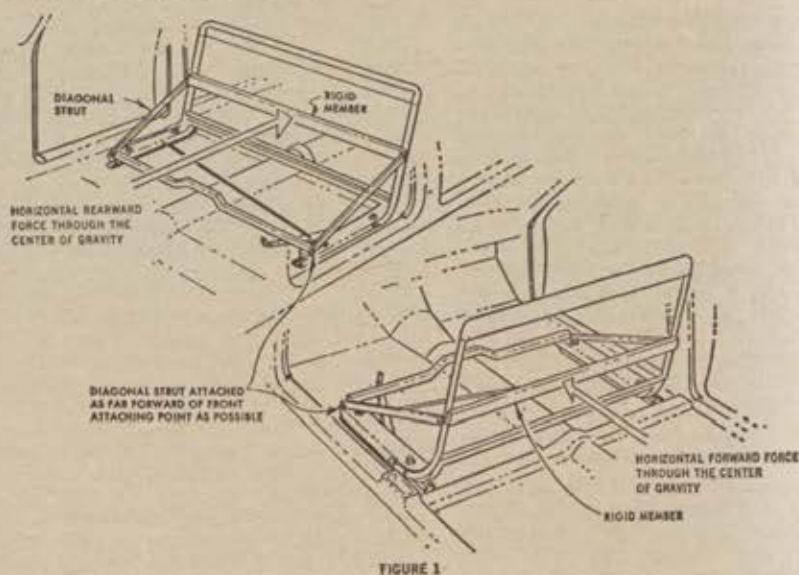 DIAGONAL
STRUT
RIGID
MEMBER
HORIZONTAL REARWARD
FORCE THROUGH THE
CENTER OF GRAVITY
DIAGONAL STRUT ATTACHED
AS FAR FORWARD OF FRONT
ATTACHING POINT AS POSSIBLE
HORIZONTAL FORWARD FORCE
THROUGH THE CENTER
OF GRAVITY
RIGID MEMBER
FIGURE 1